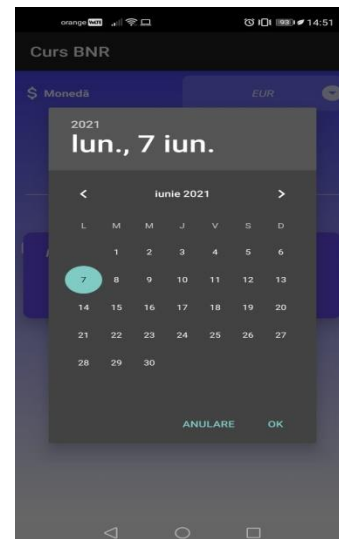 orange 93 14:51
Curs BNR
$ Monedă EUR
2021
lun., 7 iun.
iunie 2021
L M M J V S D
1 2 3 4 5 6
7 8 9 10 11 12 13
14 15 16 17 18 19 20
21 22 23 24 25 26 27
28 29 30
ANULARE OK